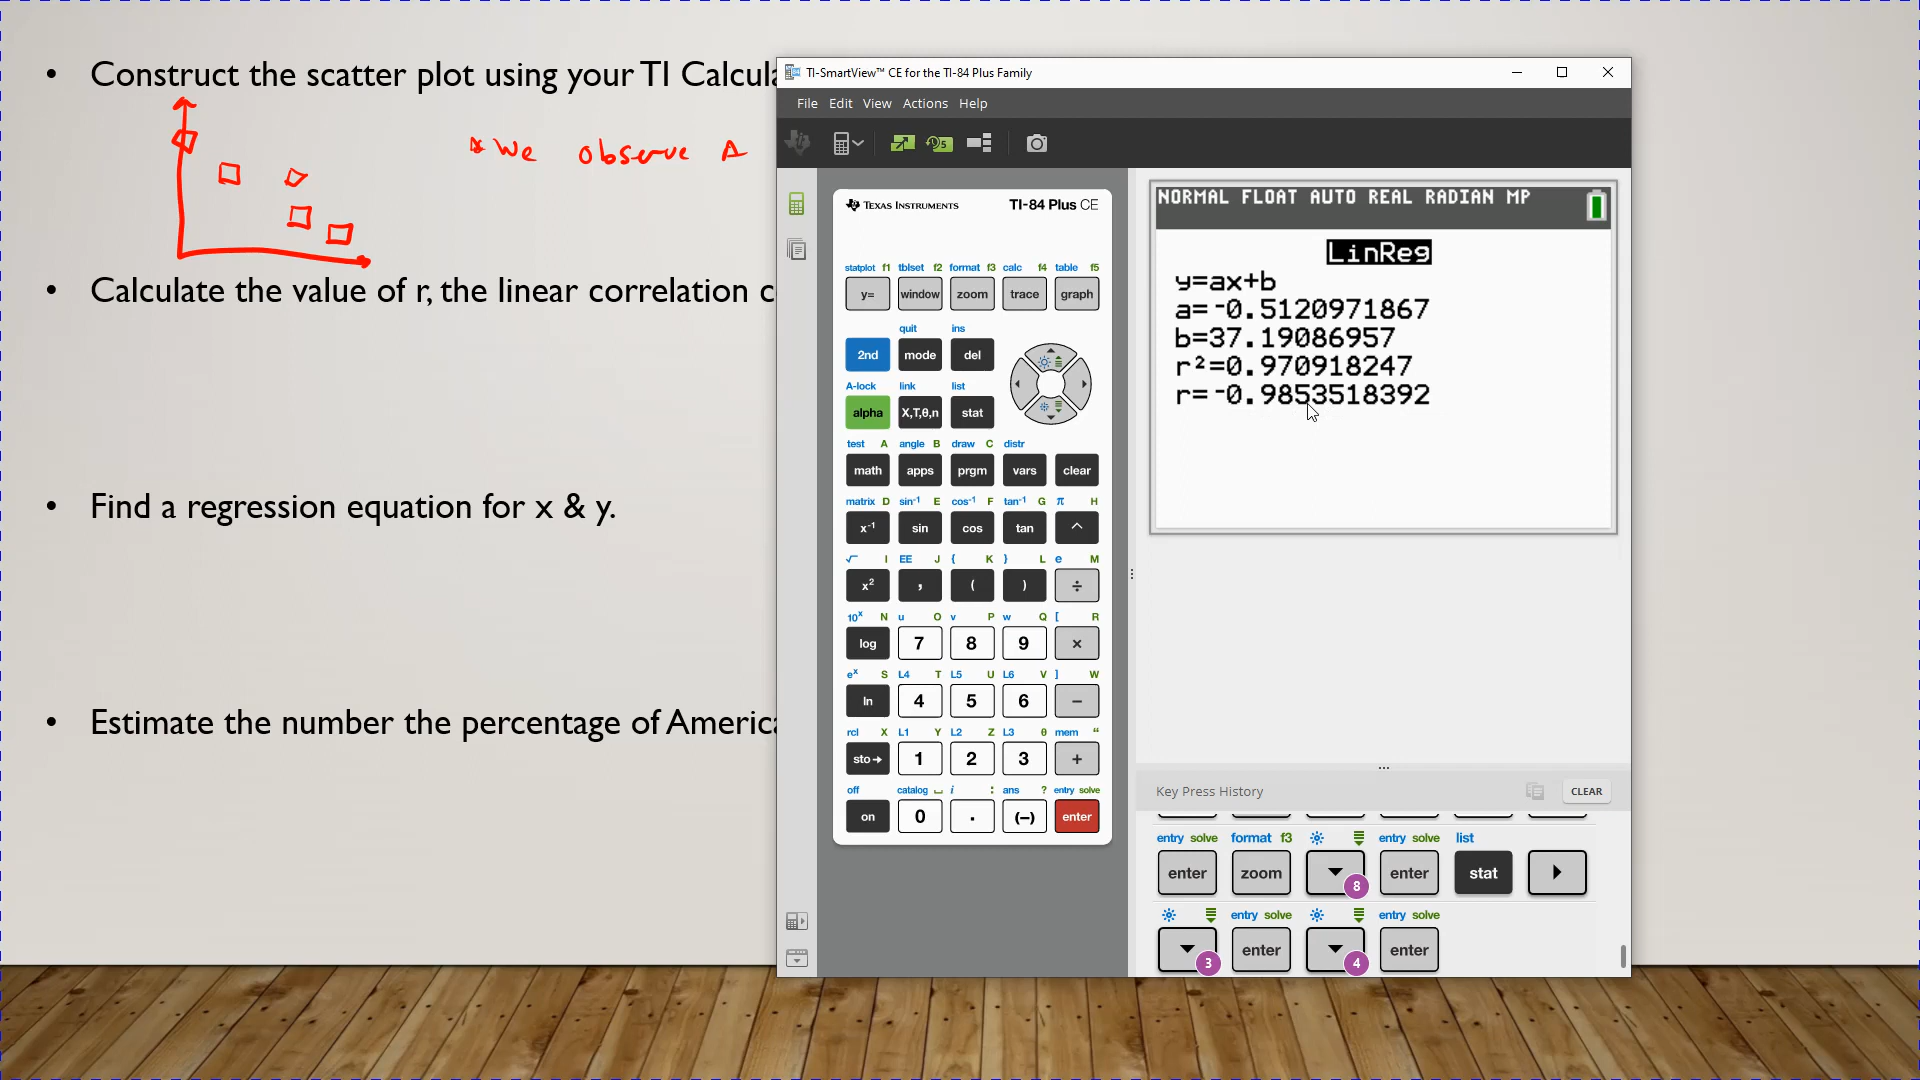 • Construct the scatter plot using your TI Calcula
*We observe A
• Calculate the value of r, the linear correlation c
• Find a regression equation for x & y.
• Estimate the number the percentage of America
TI-SmartView™ CE for the TI-84 Plus Family
File Edit View Actions Help
TEXAS INSTRUMENTS TI-84 Plus CE
statplot f1 tblset f2 format f3 calc f4 table f5
y= window zoom trace graph
quit ins
2nd mode del
A-lock link list
alpha X,T,θ,n stat
test A angle B draw C distr
math apps prgm vars clear
matrix D sin⁻¹ E cos⁻¹ F tan⁻¹ G π H
x⁻¹ sin cos tan ^
√ I EE J { K } L e M
x² , ( ) ÷
10ˣ N u O v P w Q [ R
log 7 8 9 ×
eˣ S L4 T L5 U L6 V ] W
ln 4 5 6 −
rcl X L1 Y L2 Z L3 θ mem "
sto→ 1 2 3 +
off catalog ⎵ i : ans ? entry solve
on 0 . (−) enter
NORMAL FLOAT AUTO REAL RADIAN MP
LinReg
y=ax+b
a=-0.5120971867
b=37.19086957
r²=0.970918247
r=-0.9853518392
Key Press History CLEAR
entry solve format f3 entry solve list
enter zoom 8 enter stat
entry solve entry solve
3 enter 4 enter